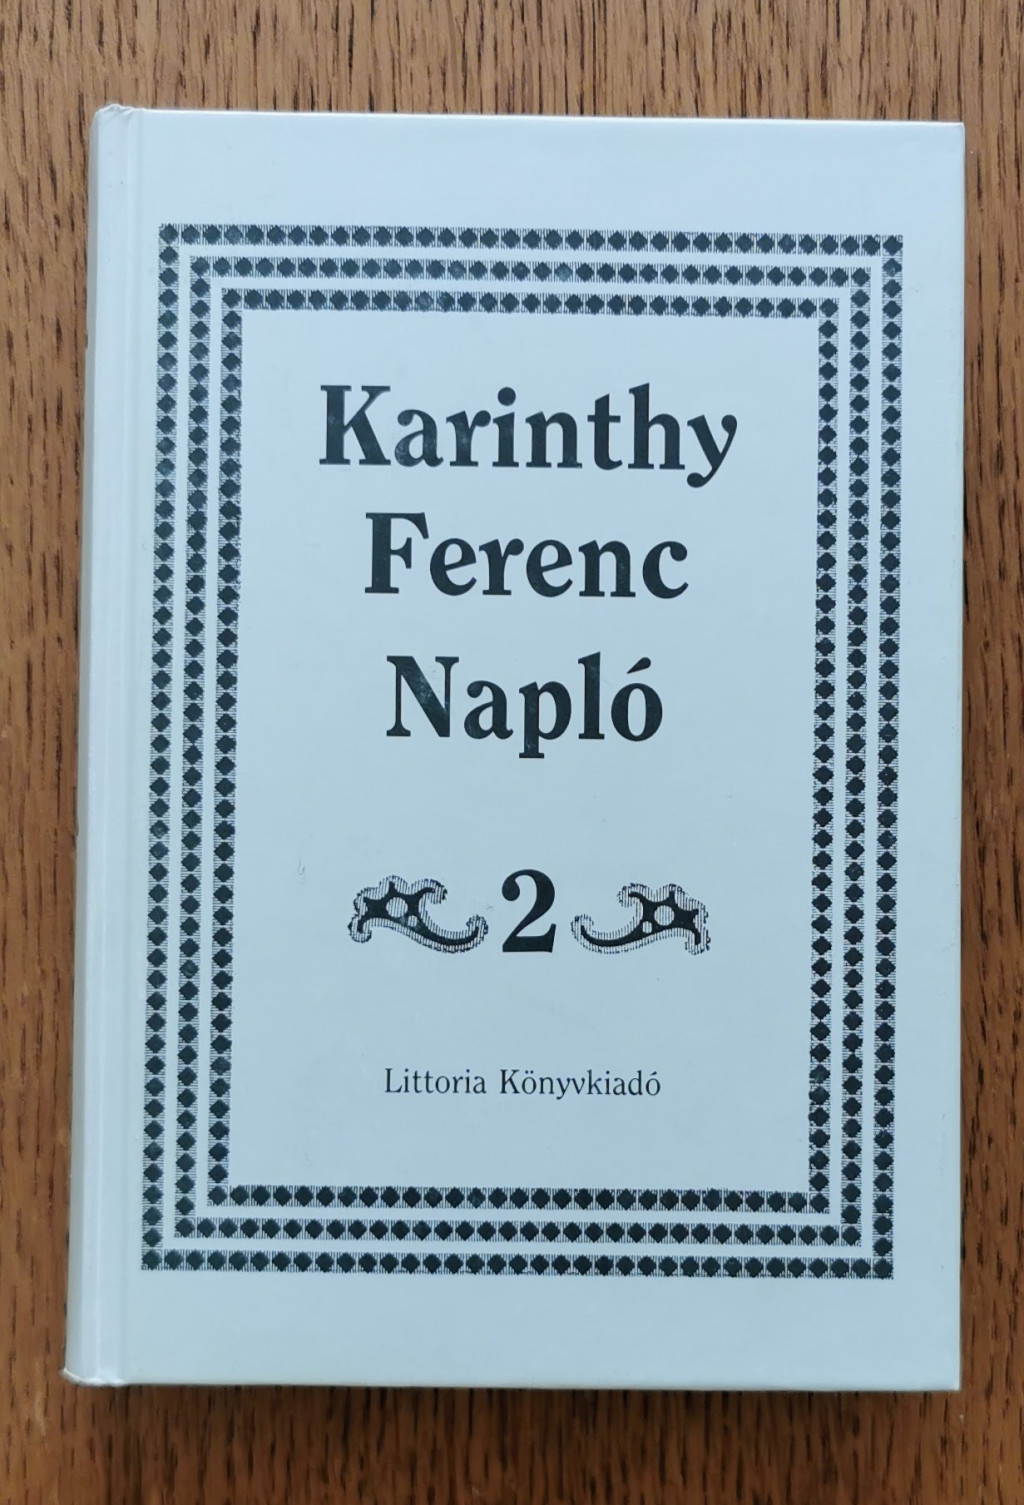 Karinthy
Ferenc
Napló
2
Littoria Könyvkiadó